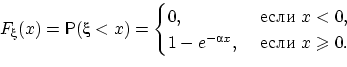 F_ξ(x) = P(ξ < x) = { 0, если x < 0,
1 − e^{−αx}, если x ⩾ 0.